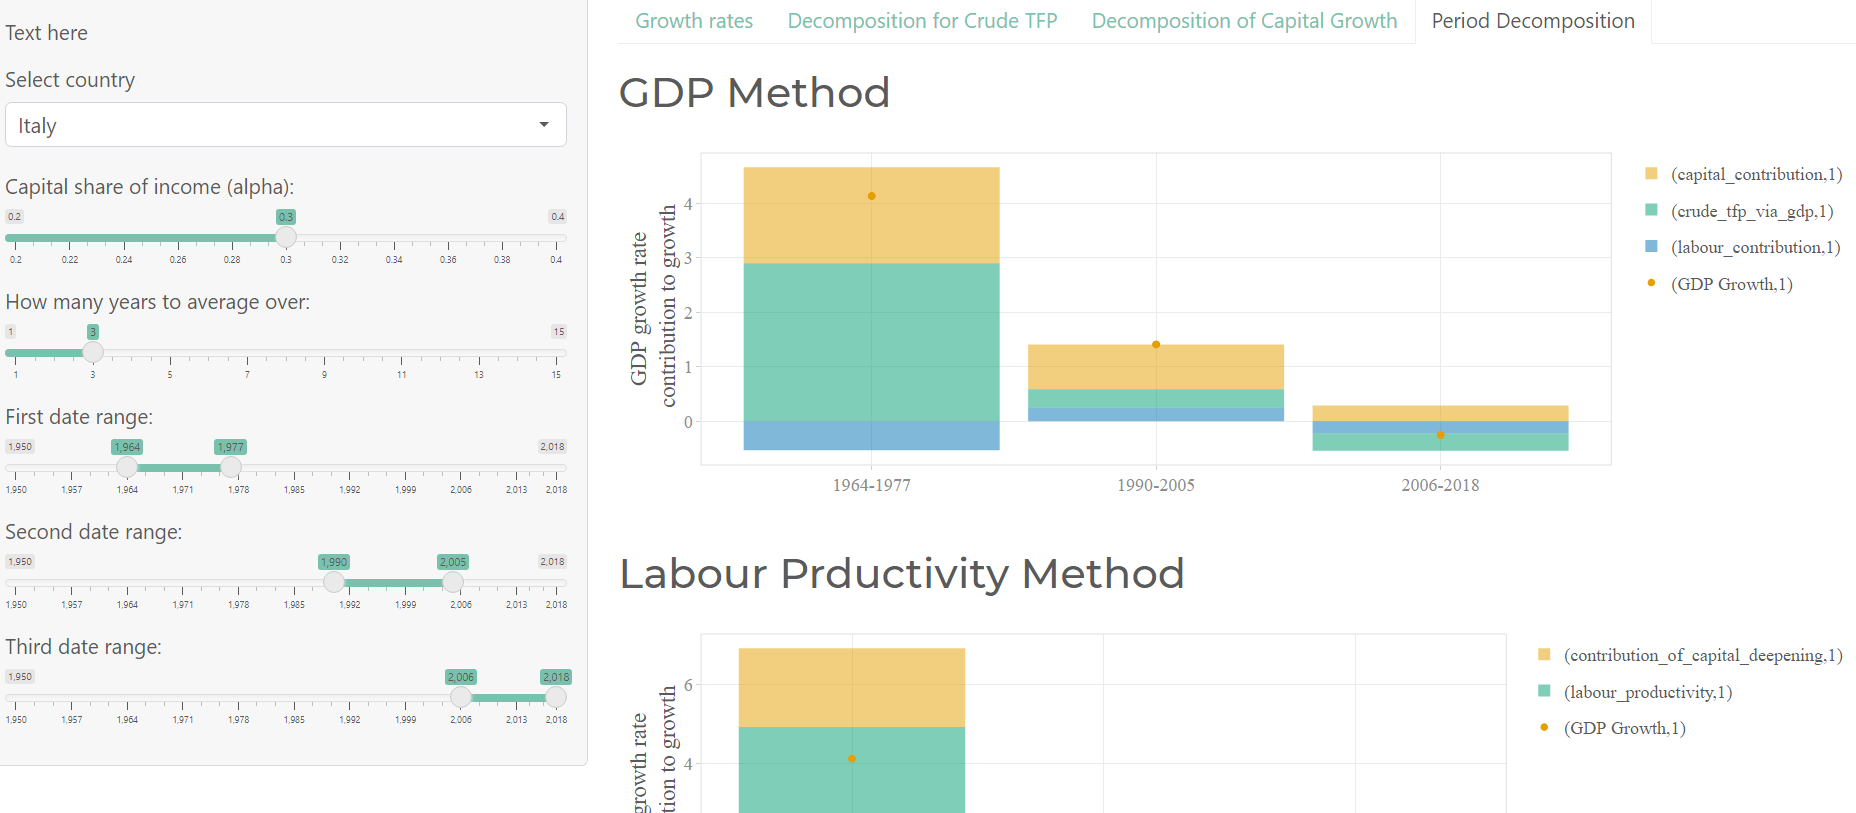 Text here
Select country
Italy
Capital share of income (alpha):
0.2 0.3 0.4
0.2 0.22 0.24 0.26 0.28 0.3 0.32 0.34 0.36 0.38 0.4
How many years to average over:
1 3 15
1 3 5 7 9 11 13 15
First date range:
1,950 1,964 1,977 2,018
1,950 1,957 1,964 1,971 1,978 1,985 1,992 1,999 2,006 2,013 2,018
Second date range:
1,950 1,990 2,005 2,018
1,950 1,957 1,964 1,971 1,978 1,985 1,992 1,999 2,006 2,013 2,018
Third date range:
1,950 2,006 2,018
1,950 1,957 1,964 1,971 1,978 1,985 1,992 1,999 2,006 2,013 2,018
Growth rates Decomposition for Crude TFP Decomposition of Capital Growth Period Decomposition
GDP Method
GDP growth rate
contribution to growth
4
3
2
1
0
1964-1977 1990-2005 2006-2018
(capital_contribution,1)
(crude_tfp_via_gdp,1)
(labour_contribution,1)
(GDP Growth,1)
Labour Prductivity Method
growth rate
tion to growth
6
4
(contribution_of_capital_deepening,1)
(labour_productivity,1)
(GDP Growth,1)